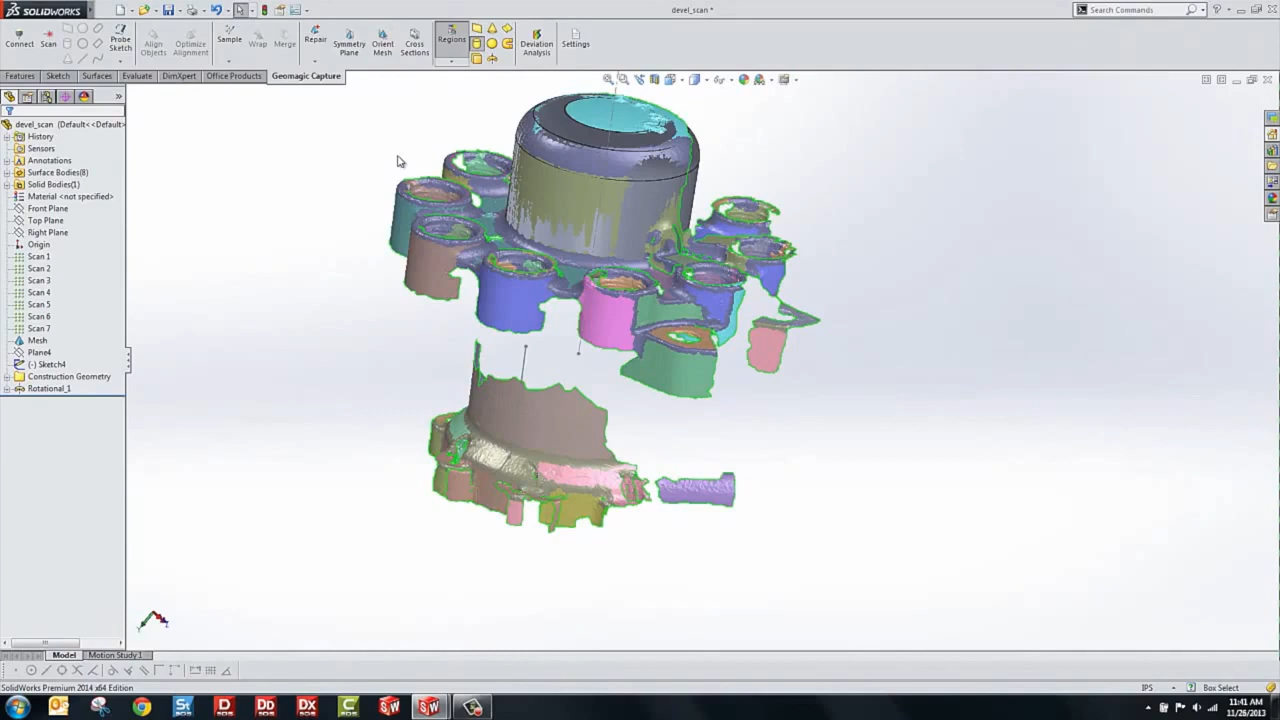 SOLIDWORKS
devel_scan *
Search Commands
Connect
Scan
Probe Sketch
Align Objects
Optimize Alignment
Sample
Wrap
Merge
Repair
Symmetry Plane
Orient Mesh
Cross Sections
Regions
Deviation Analysis
Settings
Features
Sketch
Surfaces
Evaluate
DimXpert
Office Products
Geomagic Capture
devel_scan (Default<<Default>
History
Sensors
Annotations
Surface Bodies(8)
Solid Bodies(1)
Material <not specified>
Front Plane
Top Plane
Right Plane
Origin
Scan 1
Scan 2
Scan 3
Scan 4
Scan 5
Scan 6
Scan 7
Mesh
Plane4
(-) Sketch4
Construction Geometry
Rotational_1
Model
Motion Study 1
SolidWorks Premium 2014 x64 Edition
IPS
Box Select
11:41 AM
11/26/2013